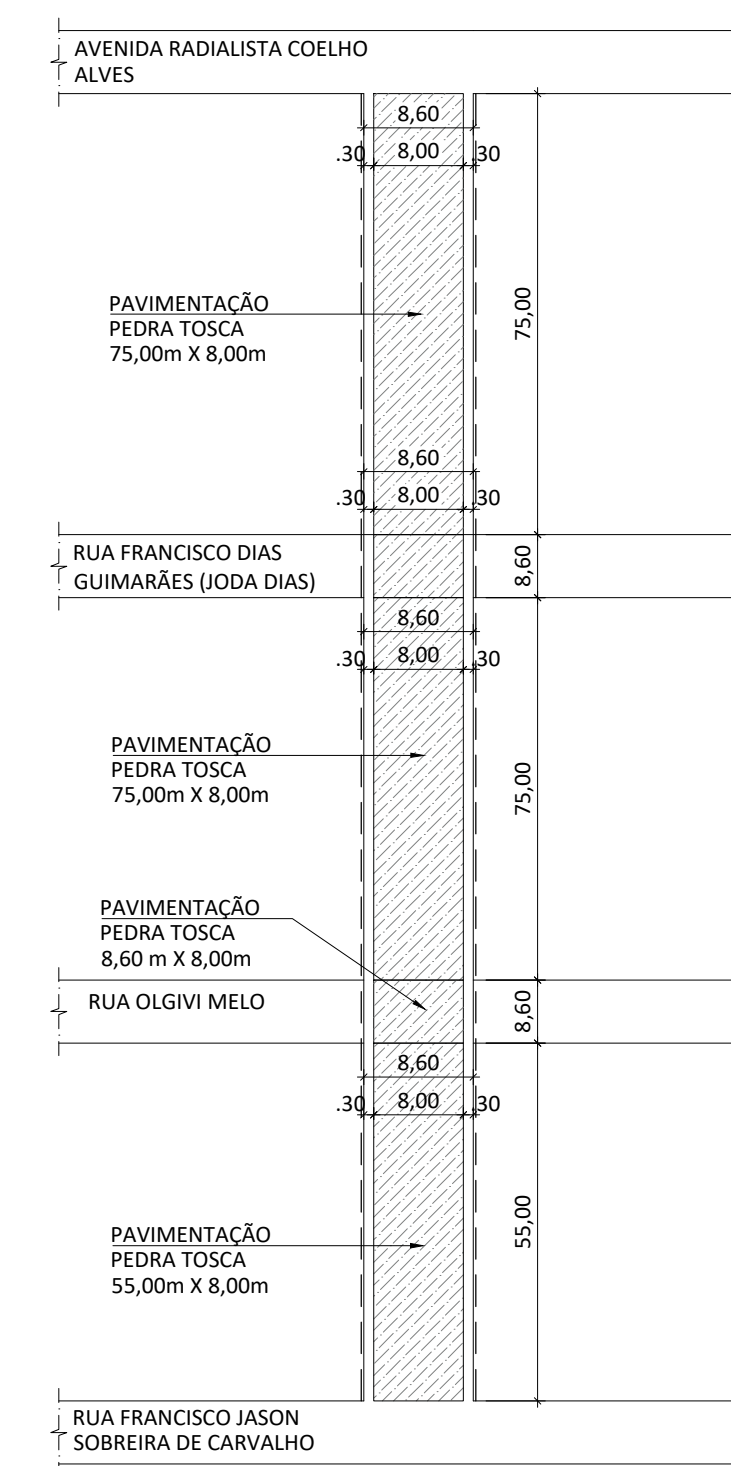 AVENIDA RADIALISTA COELHO
ALVES
8,60
.30 8,00 .30
PAVIMENTAÇÃO
PEDRA TOSCA
75,00m X 8,00m
75,00
8,60
.30 8,00 .30
RUA FRANCISCO DIAS
GUIMARÃES (JODA DIAS)
8,60
8,60
.30 8,00 .30
PAVIMENTAÇÃO
PEDRA TOSCA
75,00m X 8,00m
75,00
PAVIMENTAÇÃO
PEDRA TOSCA
8,60 m X 8,00m
RUA OLGIVI MELO
8,60
8,60
.30 8,00 .30
PAVIMENTAÇÃO
PEDRA TOSCA
55,00m X 8,00m
55,00
RUA FRANCISCO JASON
SOBREIRA DE CARVALHO